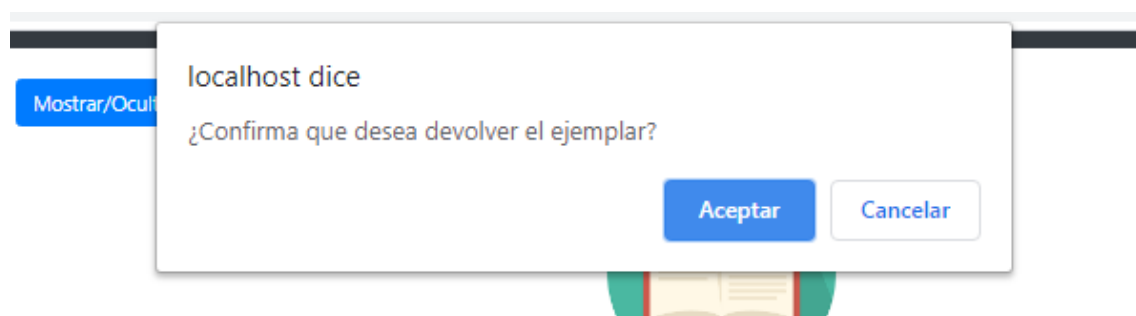 localhost dice
¿Confirma que desea devolver el ejemplar?
Mostrar/Ocult
Aceptar
Cancelar